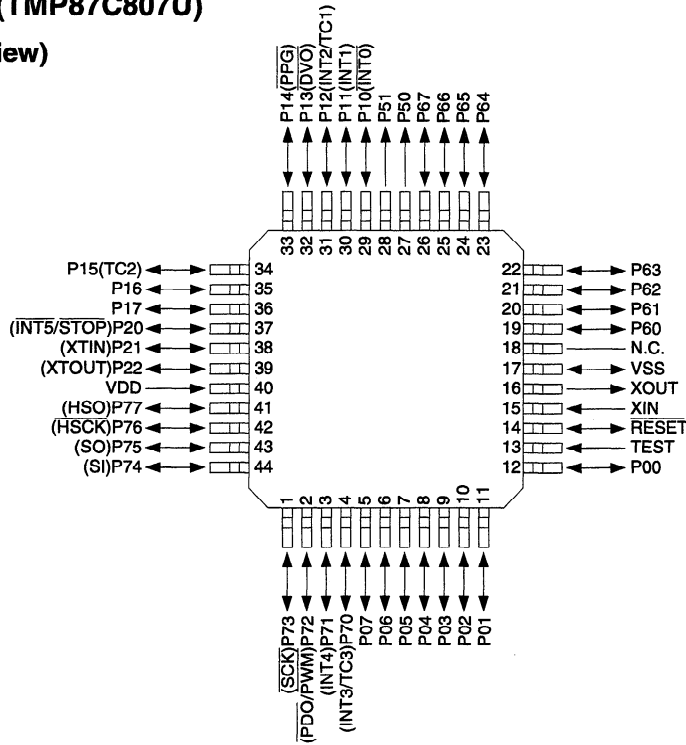 (TMP87C807U)
iew)
P14(PPG)
P13(DVO)
P12(INT2/TC1)
P11(INT1)
P10(INT0)
P51
P50
P67
P66
P65
P64
33
32
31
30
29
28
27
26
25
24
23
P15(TC2) 34
P16 35
P17 36
(INT5/STOP)P20 37
(XTIN)P21 38
(XTOUT)P22 39
VDD 40
(HSO)P77 41
(HSCK)P76 42
(SO)P75 43
(SI)P74 44
22 P63
21 P62
20 P61
19 P60
18 N.C.
17 VSS
16 XOUT
15 XIN
14 RESET
13 TEST
12 P00
1
2
3
4
5
6
7
8
9
10
11
(SCK)P73
(PDO/PWM)P72
(INT4)P71
(INT3/TC3)P70
P07
P06
P05
P04
P03
P02
P01